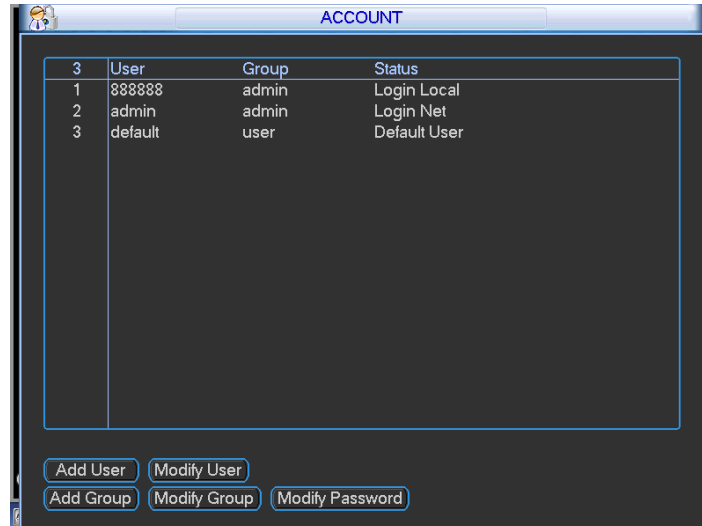 ACCOUNT
3 User Group Status
1 888888 admin Login Local
2 admin admin Login Net
3 default user Default User
Add User Modify User
Add Group Modify Group Modify Password